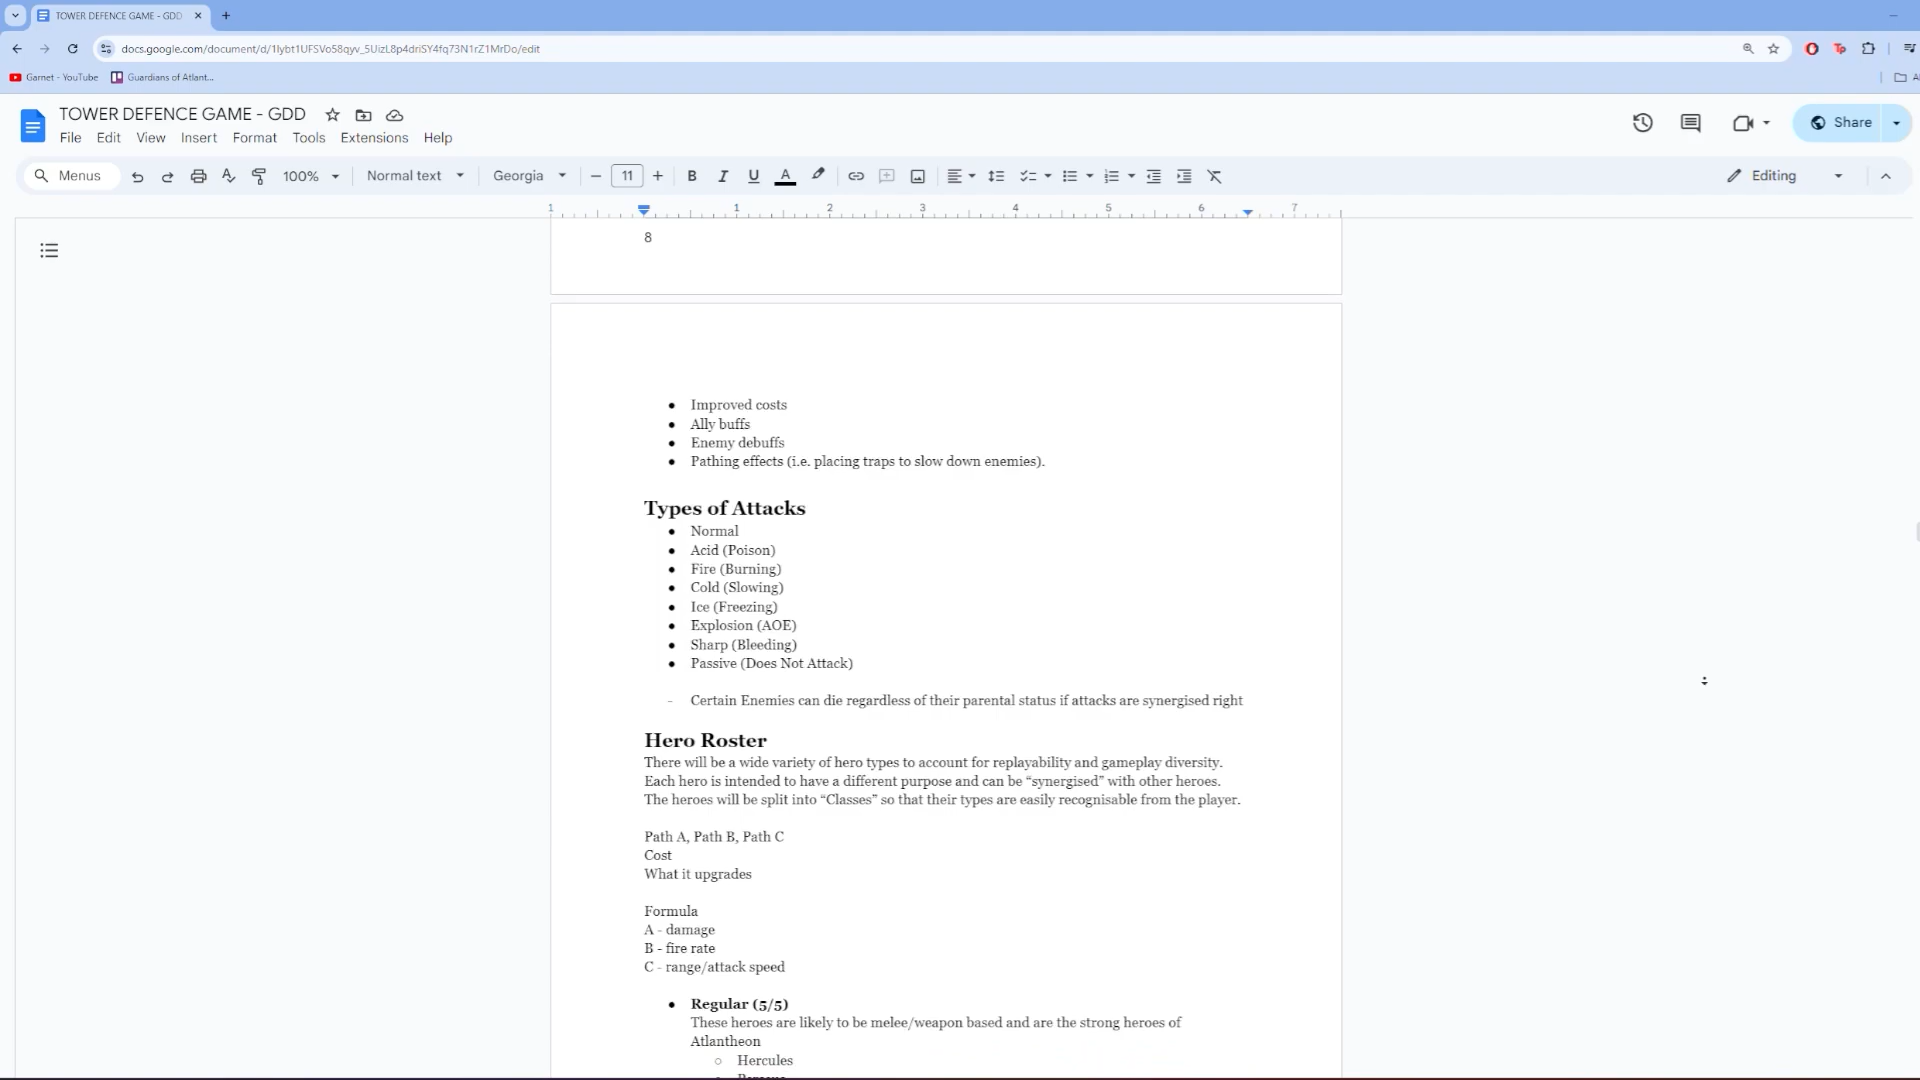 TOWER DEFENCE GAME - GDD
docs.google.com/document/d/1lybt1UFSVo58qyv_5UizL8p4driSY4fq73N1rZ1MrDo/edit
Garnet - YouTube
Guardians of Atlant...
TOWER DEFENCE GAME - GDD
File Edit View Insert Format Tools Extensions Help
Share
Menus
100%
Normal text
Georgia
11
Editing
1 1 2 3 4 5 6 7
8
● Improved costs
● Ally buffs
● Enemy debuffs
● Pathing effects (i.e. placing traps to slow down enemies).
Types of Attacks
● Normal
● Acid (Poison)
● Fire (Burning)
● Cold (Slowing)
● Ice (Freezing)
● Explosion (AOE)
● Sharp (Bleeding)
● Passive (Does Not Attack)
- Certain Enemies can die regardless of their parental status if attacks are synergised right
Hero Roster
There will be a wide variety of hero types to account for replayability and gameplay diversity.
Each hero is intended to have a different purpose and can be “synergised” with other heroes.
The heroes will be split into “Classes” so that their types are easily recognisable from the player.
Path A, Path B, Path C
Cost
What it upgrades
Formula
A - damage
B - fire rate
C - range/attack speed
● Regular (5/5)
These heroes are likely to be melee/weapon based and are the strong heroes of
Atlantheon
○ Hercules